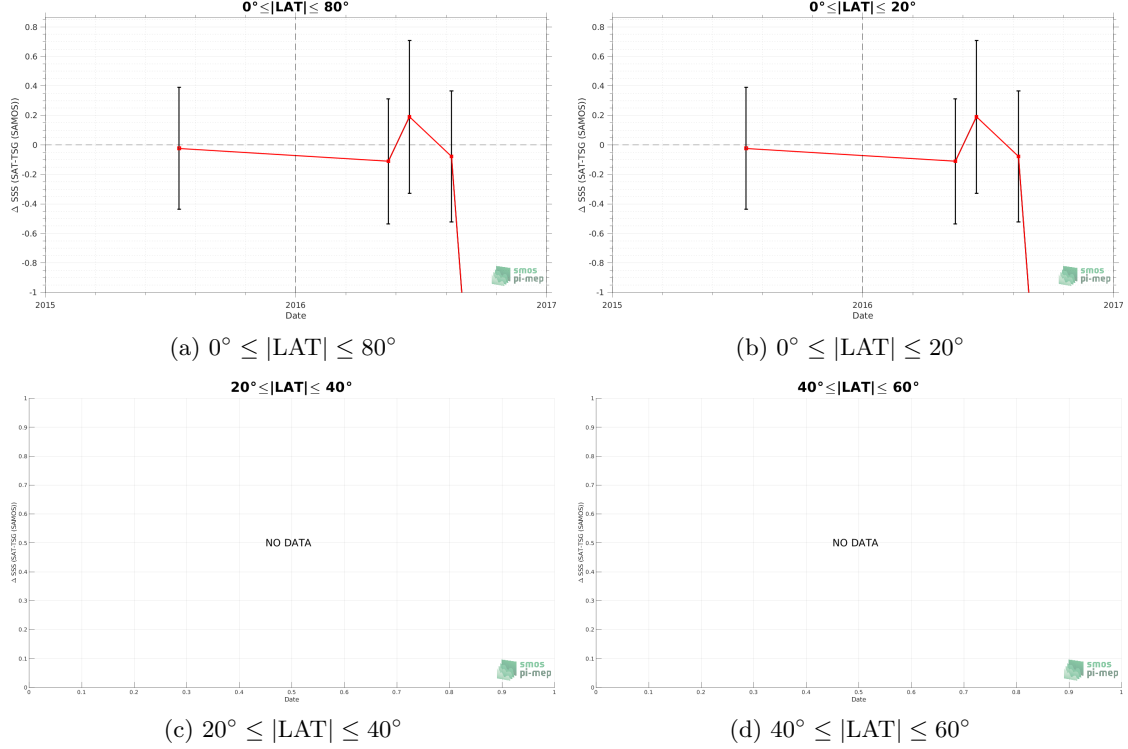 0°≤|LAT|≤ 80°
0.8
0.6
0.4
0.2
0
-0.2
-0.4
-0.6
-0.8
-1
Δ SSS (SAT-TSG (SAMOS))
2015
2016
2017
Date
smos
pi-mep
(a) 0° ≤ |LAT| ≤ 80°
0°≤|LAT|≤ 20°
0.8
0.6
0.4
0.2
0
-0.2
-0.4
-0.6
-0.8
-1
Δ SSS (SAT-TSG (SAMOS))
2015
2016
2017
Date
smos
pi-mep
(b) 0° ≤ |LAT| ≤ 20°
20°≤|LAT|≤ 40°
1
0.9
0.8
0.7
0.6
0.5
0.4
0.3
0.2
0.1
0
Δ SSS (SAT-TSG (SAMOS))
NO DATA
smos
pi-mep
0 0.1 0.2 0.3 0.4 0.5 0.6 0.7 0.8 0.9 1
Date
(c) 20° ≤ |LAT| ≤ 40°
40°≤|LAT|≤ 60°
1
0.9
0.8
0.7
0.6
0.5
0.4
0.3
0.2
0.1
0
Δ SSS (SAT-TSG (SAMOS))
NO DATA
smos
pi-mep
0 0.1 0.2 0.3 0.4 0.5 0.6 0.7 0.8 0.9 1
Date
(d) 40° ≤ |LAT| ≤ 60°